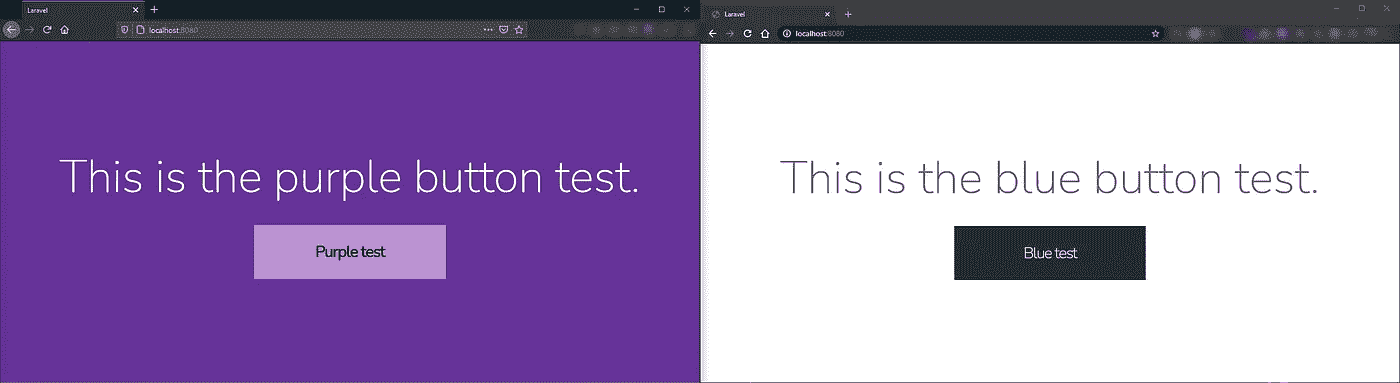 Laravel
localhost:8080
This is the purple button test.
Purple test
Laravel
localhost:8080
This is the blue button test.
Blue test